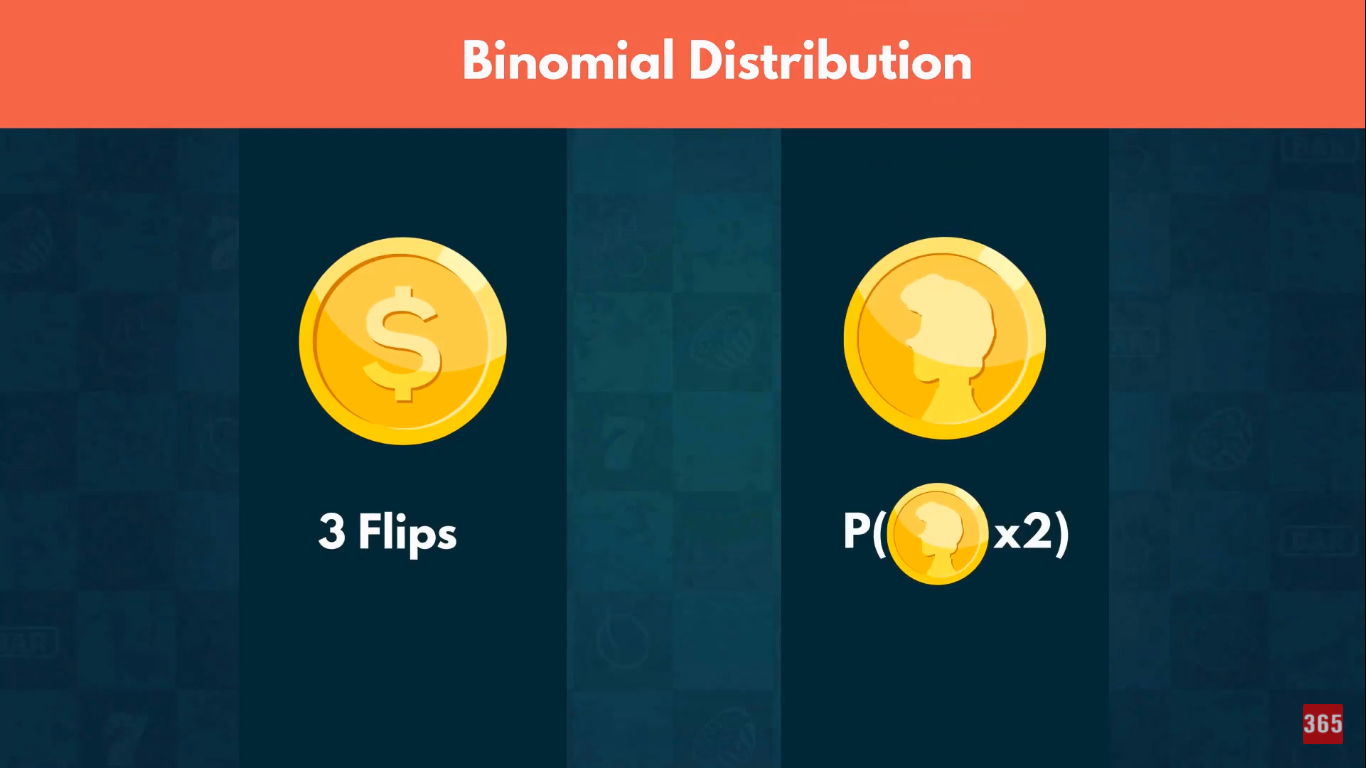 Binomial Distribution
$
3 Flips
P( x2)
365